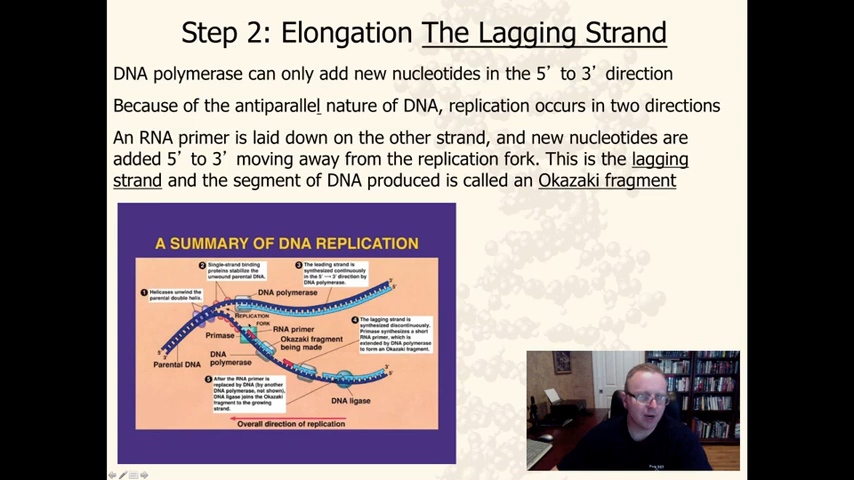 Step 2: Elongation The Lagging Strand
DNA polymerase can only add new nucleotides in the 5' to 3' direction
Because of the antiparallel nature of DNA, replication occurs in two directions
An RNA primer is laid down on the other strand, and new nucleotides are
added 5' to 3' moving away from the replication fork. This is the lagging
strand and the segment of DNA produced is called an Okazaki fragment
A SUMMARY OF DNA REPLICATION
2 Single-strand binding
proteins stabilize the
unwound parental DNA.
3 The leading strand is
synthesized continuously
in the 5' → 3' direction by
DNA polymerase.
1 Helicases unwind the
parental double helix.
DNA polymerase
REPLICATION
FORK
RNA primer
Primase
Okazaki fragment
being made
4 The lagging strand is
synthesized discontinuously.
Primase synthesizes a short
RNA primer, which is
extended by DNA polymerase
to form an Okazaki fragment.
DNA
polymerase
Parental DNA
5 After the RNA primer is
replaced by DNA (by another
DNA polymerase, not shown),
DNA ligase joins the Okazaki
fragment to the growing
strand.
DNA ligase
Overall direction of replication